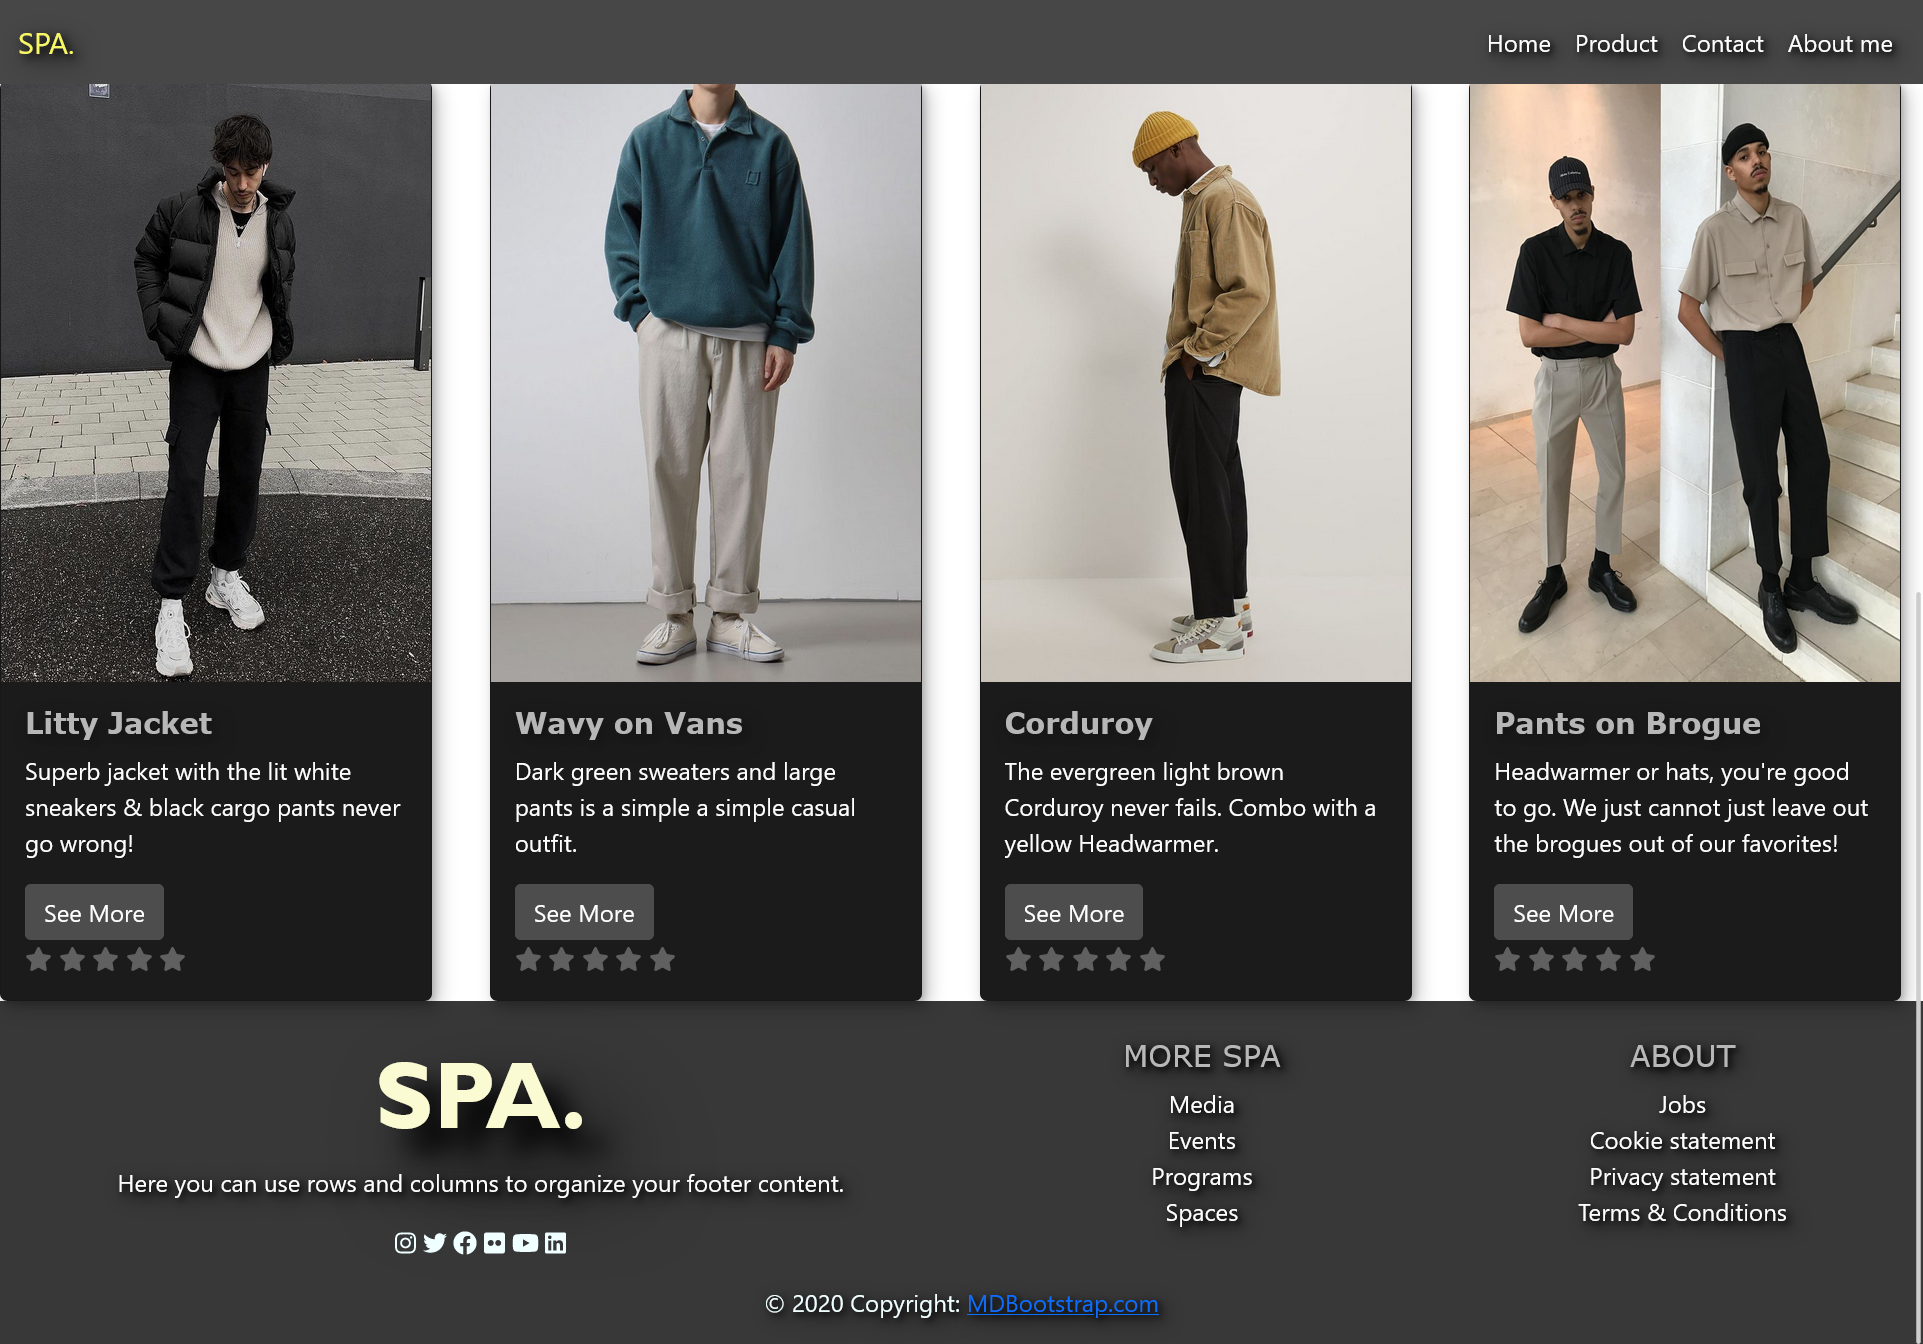 SPA.
Home Product Contact About me
Litty Jacket
Superb jacket with the lit white
sneakers & black cargo pants never
go wrong!
See More
Wavy on Vans
Dark green sweaters and large
pants is a simple a simple casual
outfit.
See More
Corduroy
The evergreen light brown
Corduroy never fails. Combo with a
yellow Headwarmer.
See More
Pants on Brogue
Headwarmer or hats, you're good
to go. We just cannot just leave out
the brogues out of our favorites!
See More
SPA.
Here you can use rows and columns to organize your footer content.
MORE SPA
Media
Events
Programs
Spaces
ABOUT
Jobs
Cookie statement
Privacy statement
Terms & Conditions
© 2020 Copyright: MDBootstrap.com